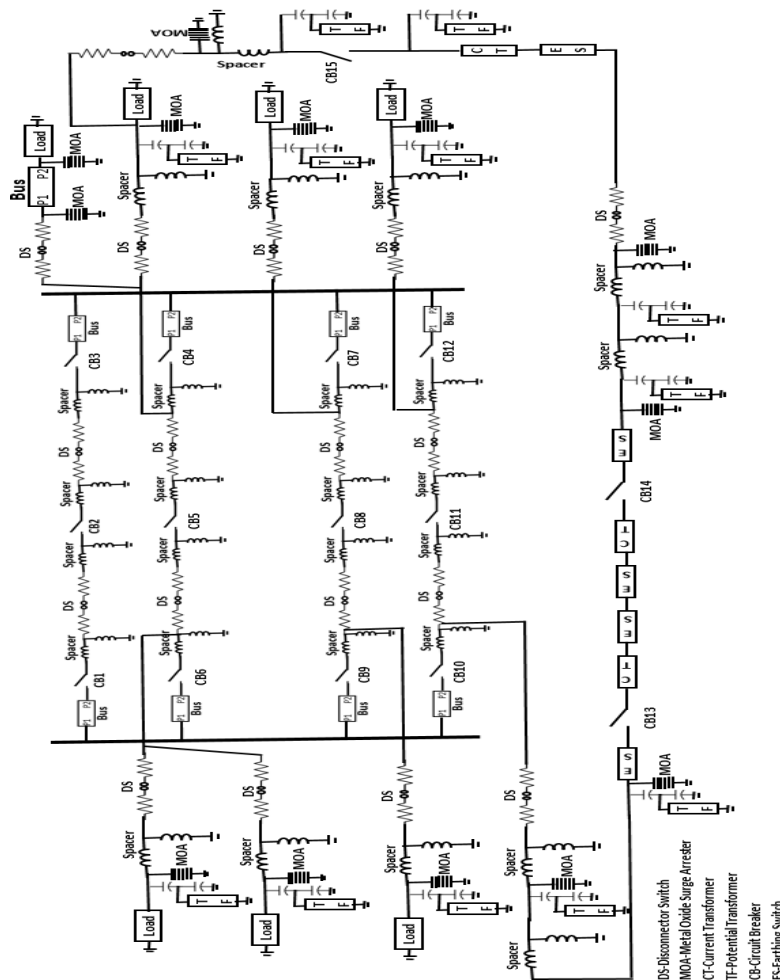 MOA
Spacer
T F
T F
CB15
C T
E S
Load
Bus
P1 P2
MOA
MOA
DS
Load
MOA
T F
Spacer
DS
Load
MOA
T F
Spacer
DS
Load
MOA
T F
Spacer
DS
DS
MOA
Spacer
T F
Spacer
T F
MOA
P1 P2
Bus
CB3
Spacer
DS
Spacer
CB2
Spacer
DS
Spacer
CB1
P1 P2
Bus
P1 P2
Bus
CB4
Spacer
DS
Spacer
CB5
Spacer
DS
Spacer
CB6
P1 P2
Bus
P1 P2
Bus
CB7
Spacer
DS
Spacer
CB8
Spacer
DS
Spacer
CB9
P1 P2
Bus
P1 P2
Bus
CB12
Spacer
DS
Spacer
CB11
Spacer
DS
Spacer
CB10
P1 P2
Bus
S E
CB14
C T
S E
S E
C T
CB13
S E
MOA
T F
DS
Spacer
MOA
T F
Load
DS
Spacer
MOA
T F
Load
DS
Spacer
MOA
T F
Load
DS
Spacer
MOA
T F
Spacer
DS-Disconnector Switch
MOA-Metal Oxide Surge Arrester
CT-Current Transformer
TF-Potential Transformer
CB-Circuit Breaker
ES-Earthing Switch